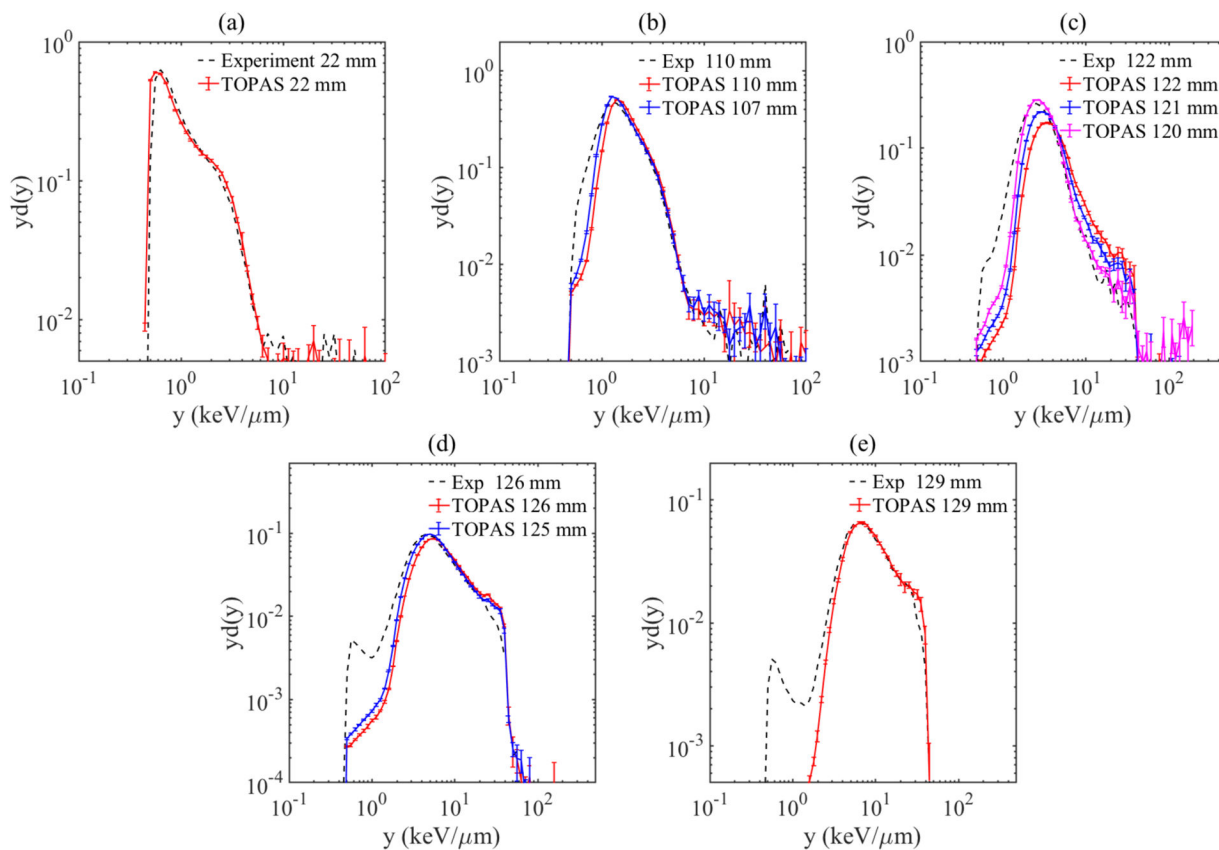 (a)
10^0
10^-1
10^-2
yd(y)
Experiment 22 mm
TOPAS 22 mm
10^-1 10^0 10^1 10^2
y (keV/μm)
(b)
10^0
10^-1
10^-2
10^-3
yd(y)
Exp 110 mm
TOPAS 110 mm
TOPAS 107 mm
10^-1 10^0 10^1 10^2
y (keV/μm)
(c)
10^0
10^-1
10^-2
10^-3
yd(y)
Exp 122 mm
TOPAS 122 mm
TOPAS 121 mm
TOPAS 120 mm
10^-1 10^0 10^1 10^2
y (keV/μm)
(d)
10^0
10^-1
10^-2
10^-3
10^-4
yd(y)
Exp 126 mm
TOPAS 126 mm
TOPAS 125 mm
10^-1 10^0 10^1 10^2
y (keV/μm)
(e)
10^-1
10^-2
10^-3
yd(y)
Exp 129 mm
TOPAS 129 mm
10^-1 10^0 10^1 10^2
y (keV/μm)